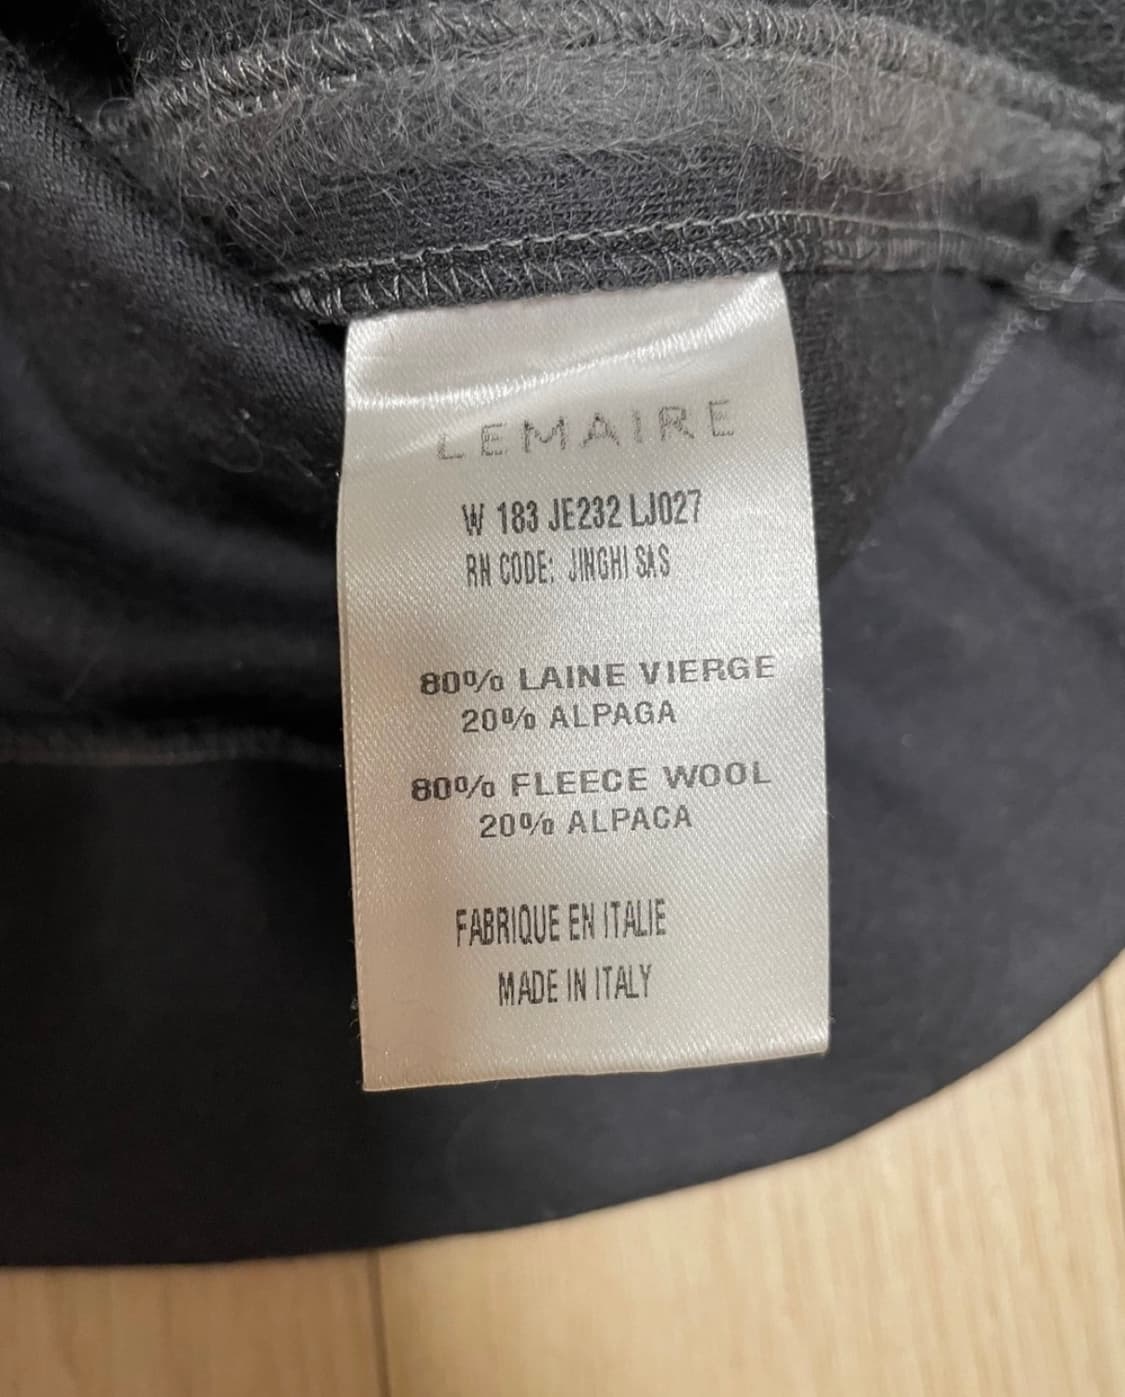 LEMAIRE
W 183 JE232 LJ027
RN CODE: JINGHI SAS
80% LAINE VIERGE
20% ALPAGA
80% FLEECE WOOL
20% ALPACA
FABRIQUE EN ITALIE
MADE IN ITALY